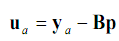 𝐮ₐ = 𝐲ₐ − 𝐁𝐩